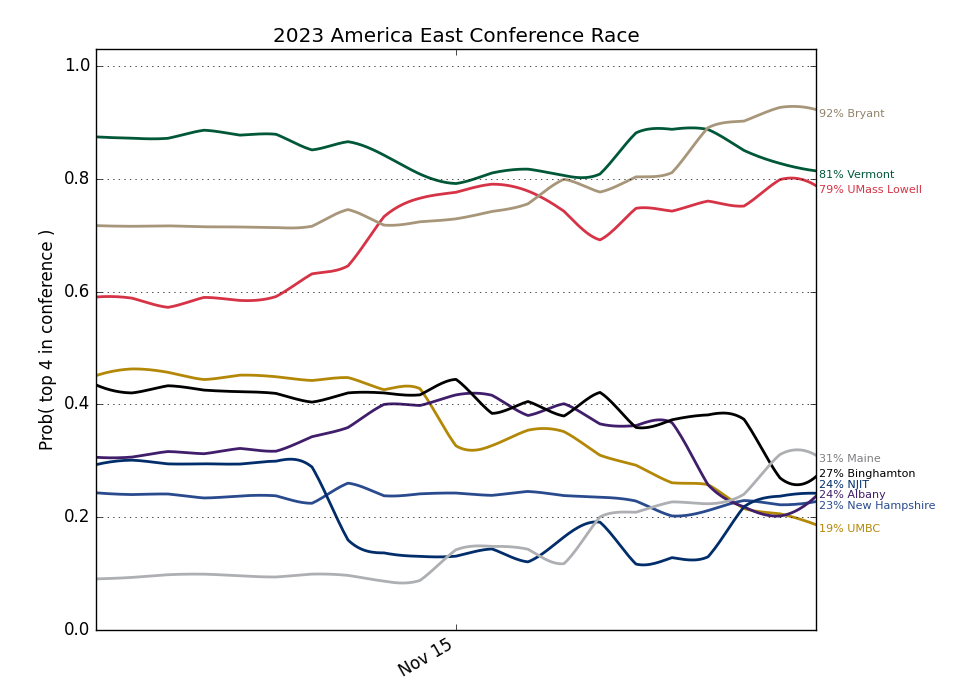 2023 America East Conference Race
Prob( top 4 in conference )
1.0
0.8
0.6
0.4
0.2
0.0
Nov 15
92% Bryant
81% Vermont
79% UMass Lowell
31% Maine
27% Binghamton
24% NJIT
24% Albany
23% New Hampshire
19% UMBC